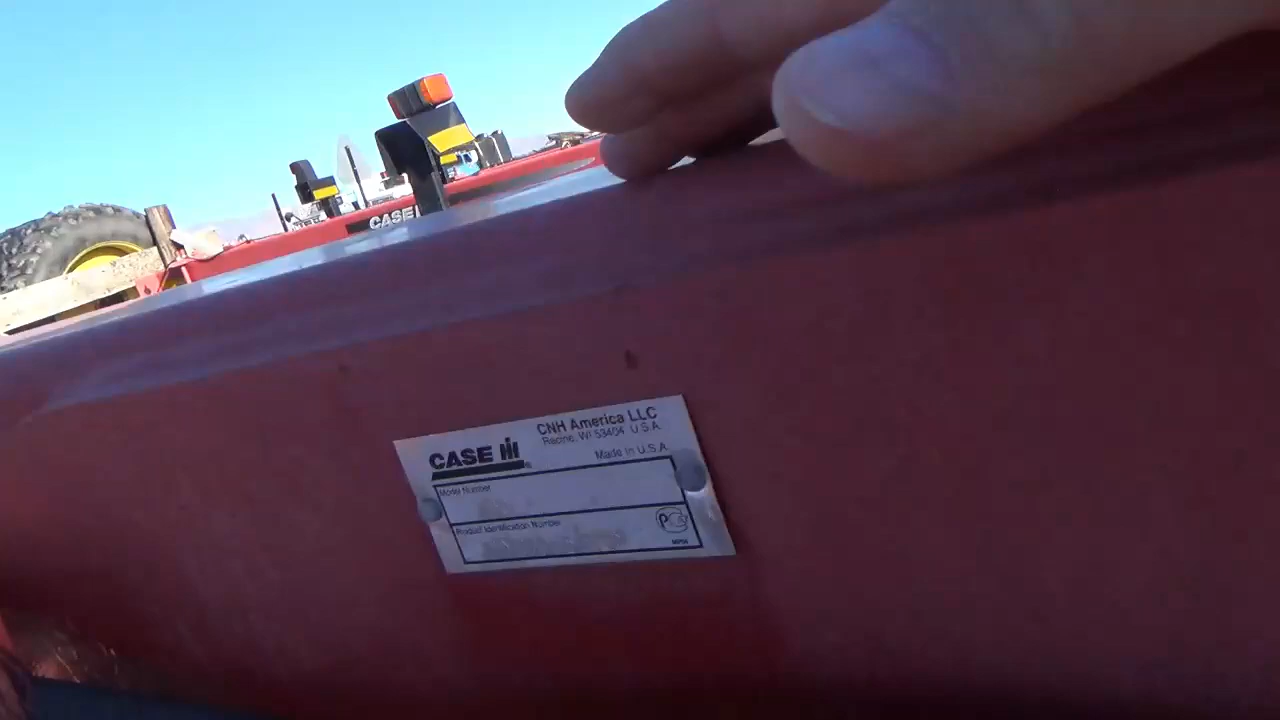 CASE I
CNH America LLC
Racine, WI 53404 U.S.A.
Made in U.S.A.
CASE IH
Model Number
Product Identification Number